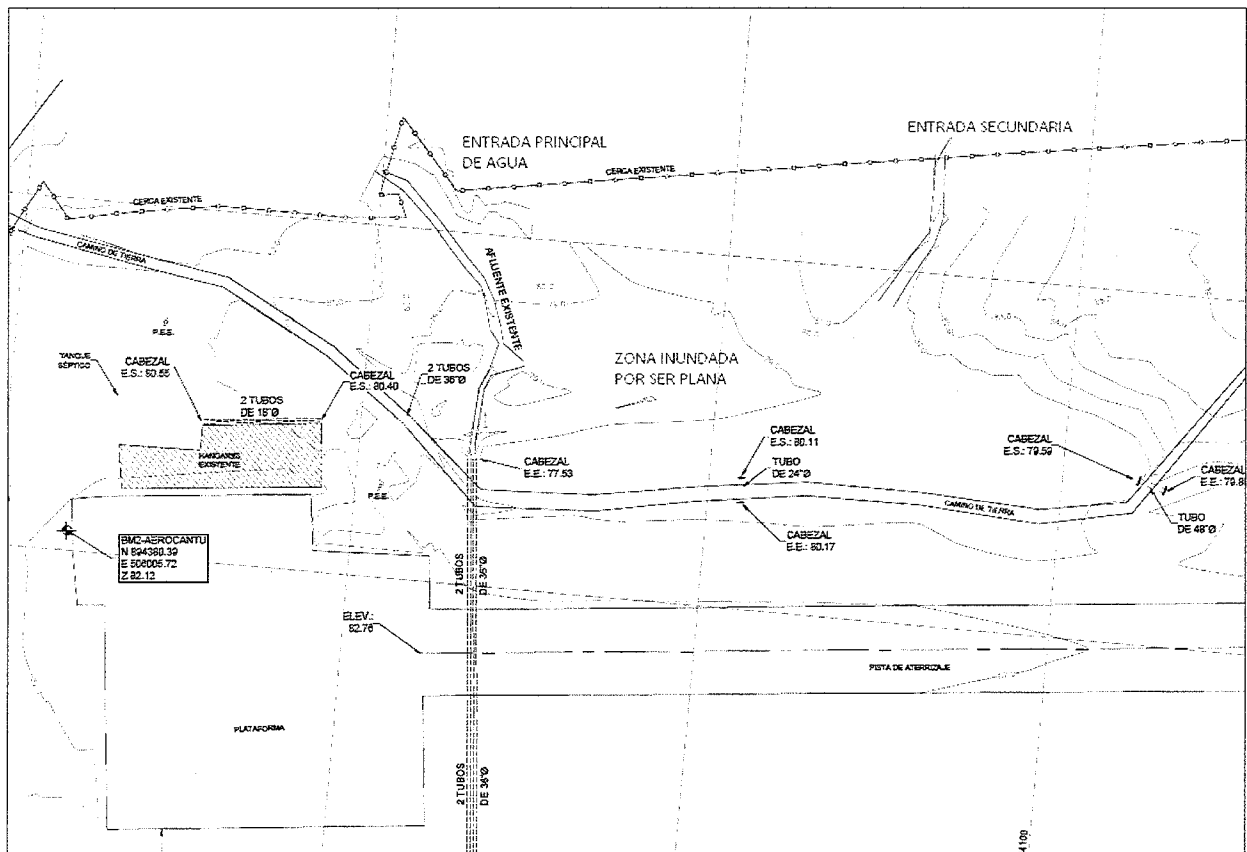 ENTRADA PRINCIPAL
DE AGUA
ENTRADA SECUNDARIA
CERCA EXISTENTE
CERCA EXISTENTE
CAMINO DE TIERRA
AFLUENTE EXISTENTE
P.E.E.
TANQUE
SÉPTICO
CABEZAL
E.S.: 80.55
2 TUBOS
DE 18"Ø
CABEZAL
E.S.: 80.40
2 TUBOS
DE 36"Ø
ZONA INUNDADA
POR SER PLANA
HANGARES
EXISTENTE
P.E.E.
CABEZAL
E.E.: 77.53
CABEZAL
E.S.: 80.11
TUBO
DE 24"Ø
CABEZAL
E.E.: 80.17
CAMINO DE TIERRA
CABEZAL
E.S.: 79.59
CABEZAL
TUBO
DE 48"Ø
BM2-AEROCANTU
N 894380.39
E 506005.72
Z 82.12
2 TUBOS
DE 36"Ø
ELEV.:
82.76
PISTA DE ATERRIZAJE
PLATAFORMA
2 TUBOS
DE 36"Ø